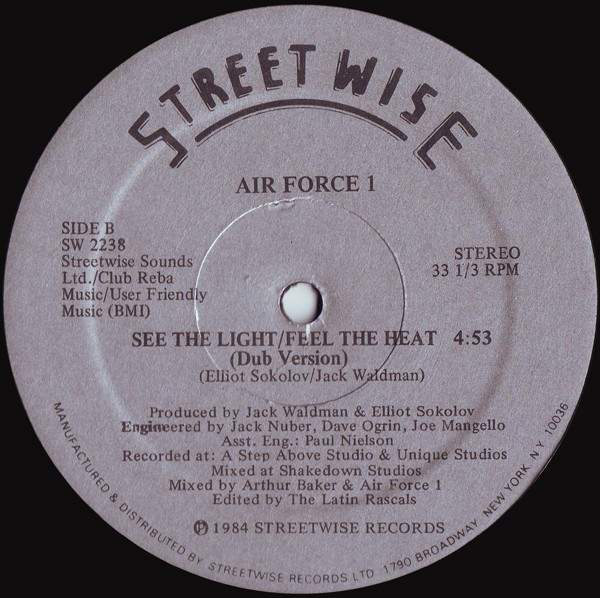 STREETWISE
AIR FORCE 1
SIDE B
SW 2238
Streetwise Sounds
Ltd./Club Reba
Music/User Friendly
Music (BMI)
STEREO
33 1/3 RPM
SEE THE LIGHT/FEEL THE HEAT 4:53
(Dub Version)
(Elliot Sokolov/Jack Waldman)
Produced by Jack Waldman & Elliot Sokolov
Engineered by Jack Nuber, Dave Ogrin, Joe Mangello
Asst. Eng.: Paul Nielson
Recorded at: A Step Above Studio & Unique Studios
Mixed at Shakedown Studios
Mixed by Arthur Baker & Air Force 1
Edited by The Latin Rascals
℗ 1984 STREETWISE RECORDS
MANUFACTURED & DISTRIBUTED BY STREETWISE RECORDS LTD 1790 BROADWAY NEW YORK N Y 10036